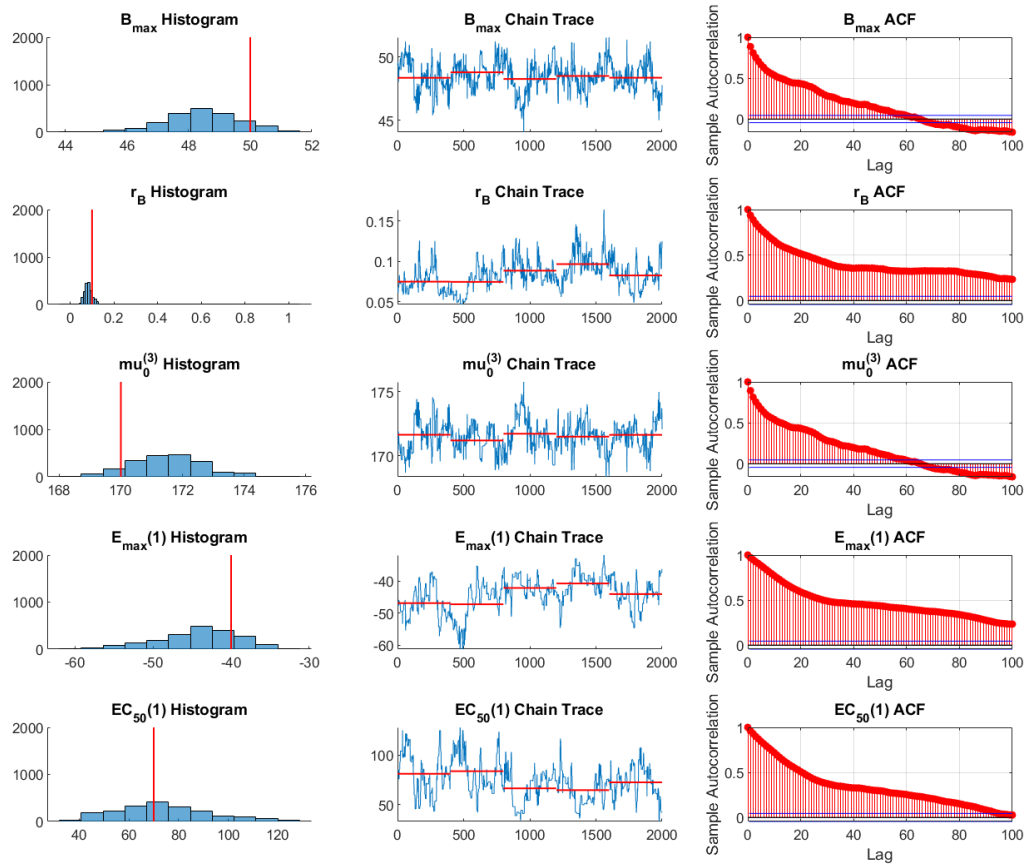 B_max Histogram
2000
1000
0
44 46 48 50 52
B_max Chain Trace
50
45
0 500 1000 1500 2000
B_max ACF
Sample Autocorrelation
1
0.5
0
0 20 40 60 80 100
Lag
r_B Histogram
2000
1000
0
0 0.2 0.4 0.6 0.8 1
r_B Chain Trace
0.15
0.1
0.05
0 500 1000 1500 2000
r_B ACF
Sample Autocorrelation
1
0.5
0
0 20 40 60 80 100
Lag
mu_0^(3) Histogram
2000
1000
0
168 170 172 174 176
mu_0^(3) Chain Trace
175
170
0 500 1000 1500 2000
mu_0^(3) ACF
Sample Autocorrelation
1
0.5
0
0 20 40 60 80 100
Lag
E_max(1) Histogram
2000
1000
0
-60 -50 -40 -30
E_max(1) Chain Trace
-40
-50
-60
0 500 1000 1500 2000
E_max(1) ACF
Sample Autocorrelation
1
0.5
0
0 20 40 60 80 100
Lag
EC_50(1) Histogram
2000
1000
0
40 60 80 100 120
EC_50(1) Chain Trace
100
50
0 500 1000 1500 2000
EC_50(1) ACF
Sample Autocorrelation
1
0.5
0
0 20 40 60 80 100
Lag